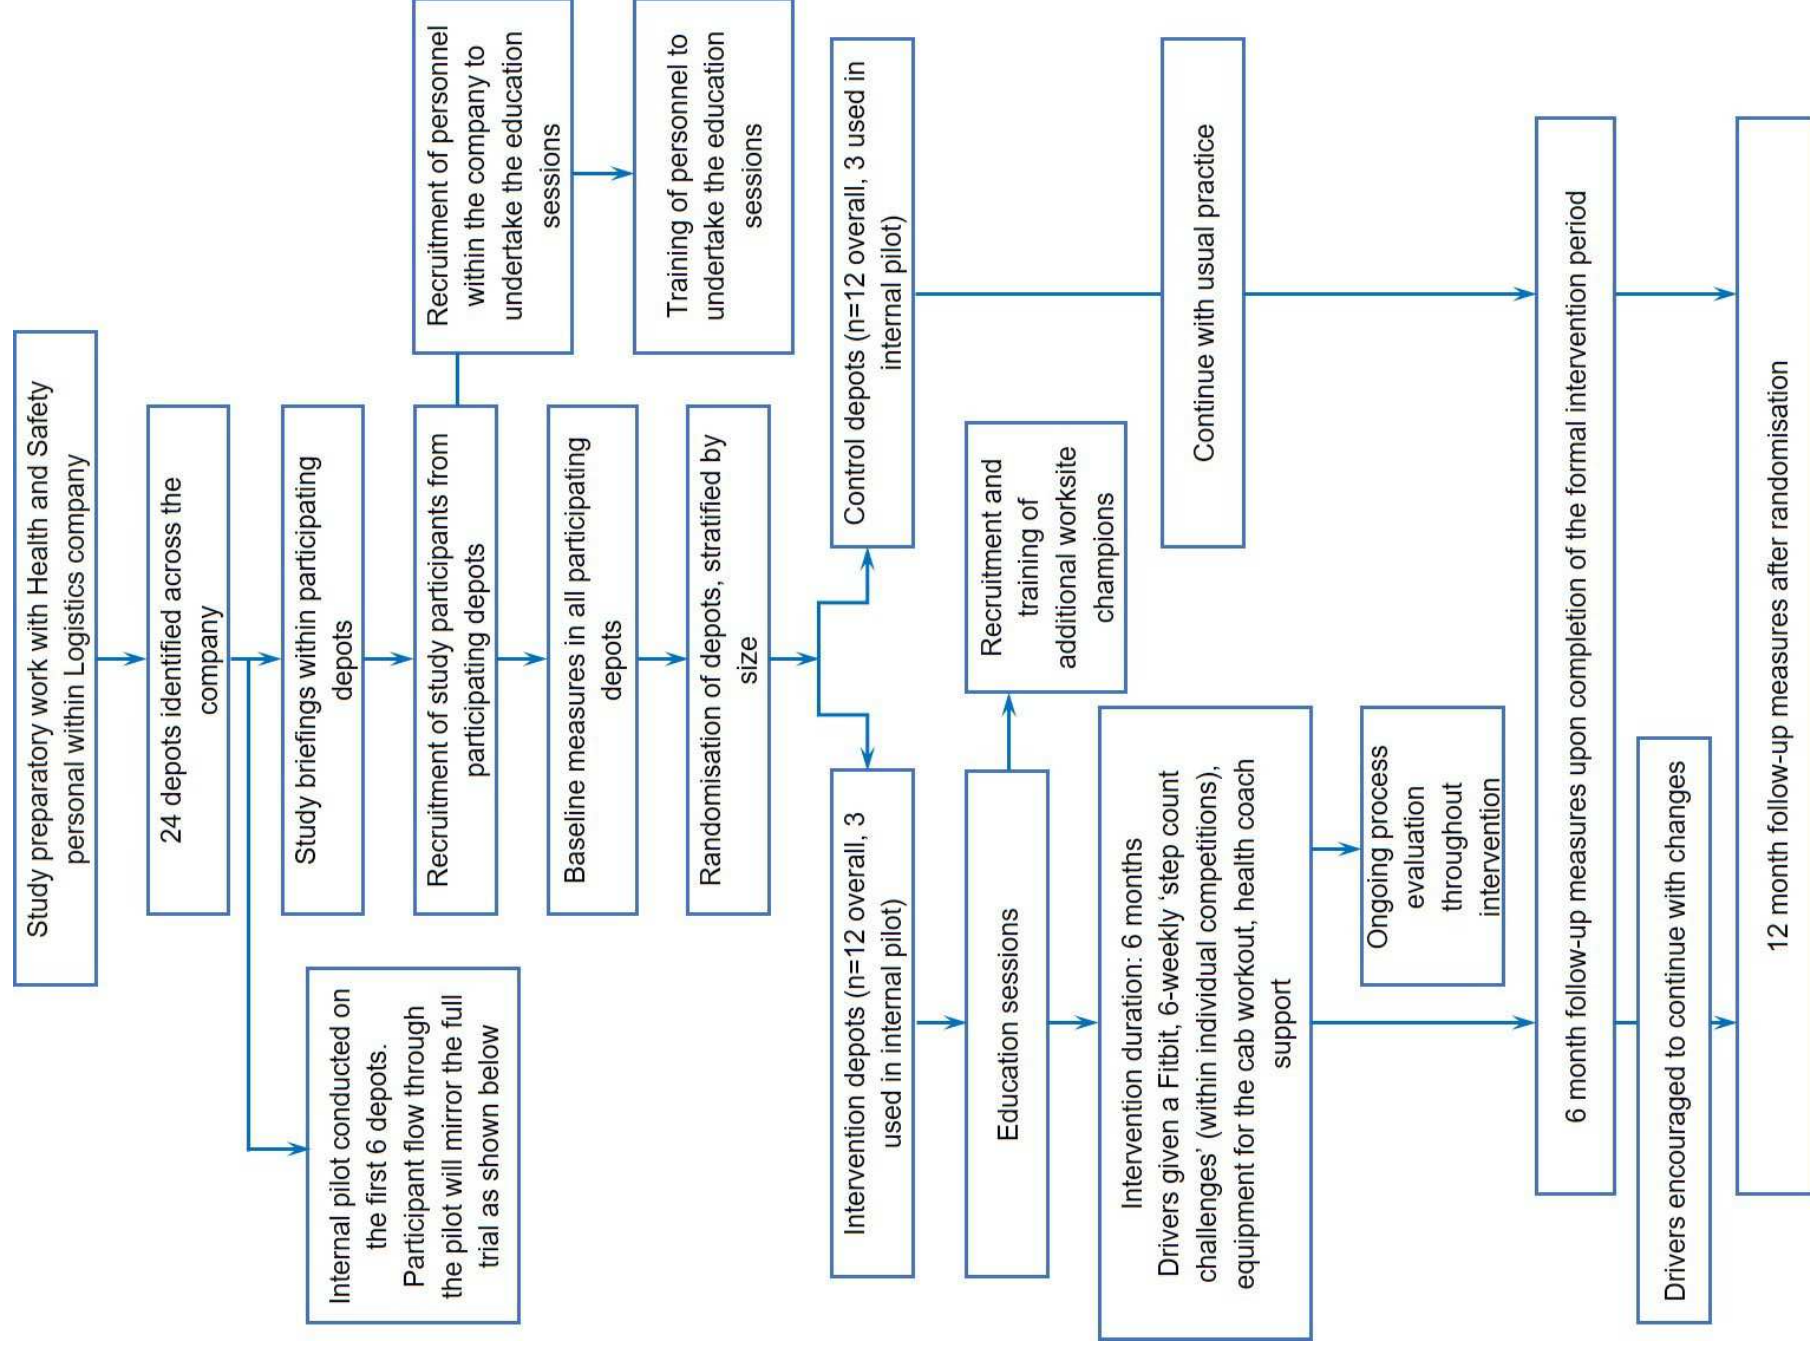 Study preparatory work with Health and Safety
personal within Logistics company
24 depots identified across the
company
Internal pilot conducted on
the first 6 depots.
Participant flow through
the pilot will mirror the full
trial as shown below
Study briefings within participating
depots
Recruitment of study participants from
participating depots
Recruitment of personnel
within the company to
undertake the education
sessions
Training of personnel to
undertake the education
sessions
Baseline measures in all participating
depots
Randomisation of depots, stratified by
size
Intervention depots (n=12 overall, 3
used in internal pilot)
Control depots (n=12 overall, 3 used in
internal pilot)
Education sessions
Recruitment and
training of
additional worksite
champions
Intervention duration: 6 months
Drivers given a Fitbit, 6-weekly ‘step count
challenges’ (within individual competitions),
equipment for the cab workout, health coach
support
Continue with usual practice
Ongoing process
evaluation
throughout
intervention
6 month follow-up measures upon completion of the formal intervention period
Drivers encouraged to continue with changes
12 month follow-up measures after randomisation